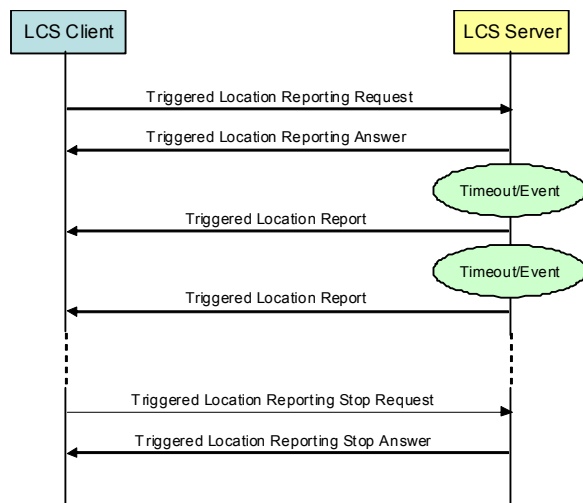 LCS Client
LCS Server
Triggered Location Reporting Request
Triggered Location Reporting Answer
Timeout/Event
Triggered Location Report
Timeout/Event
Triggered Location Report
Triggered Location Reporting Stop Request
Triggered Location Reporting Stop Answer